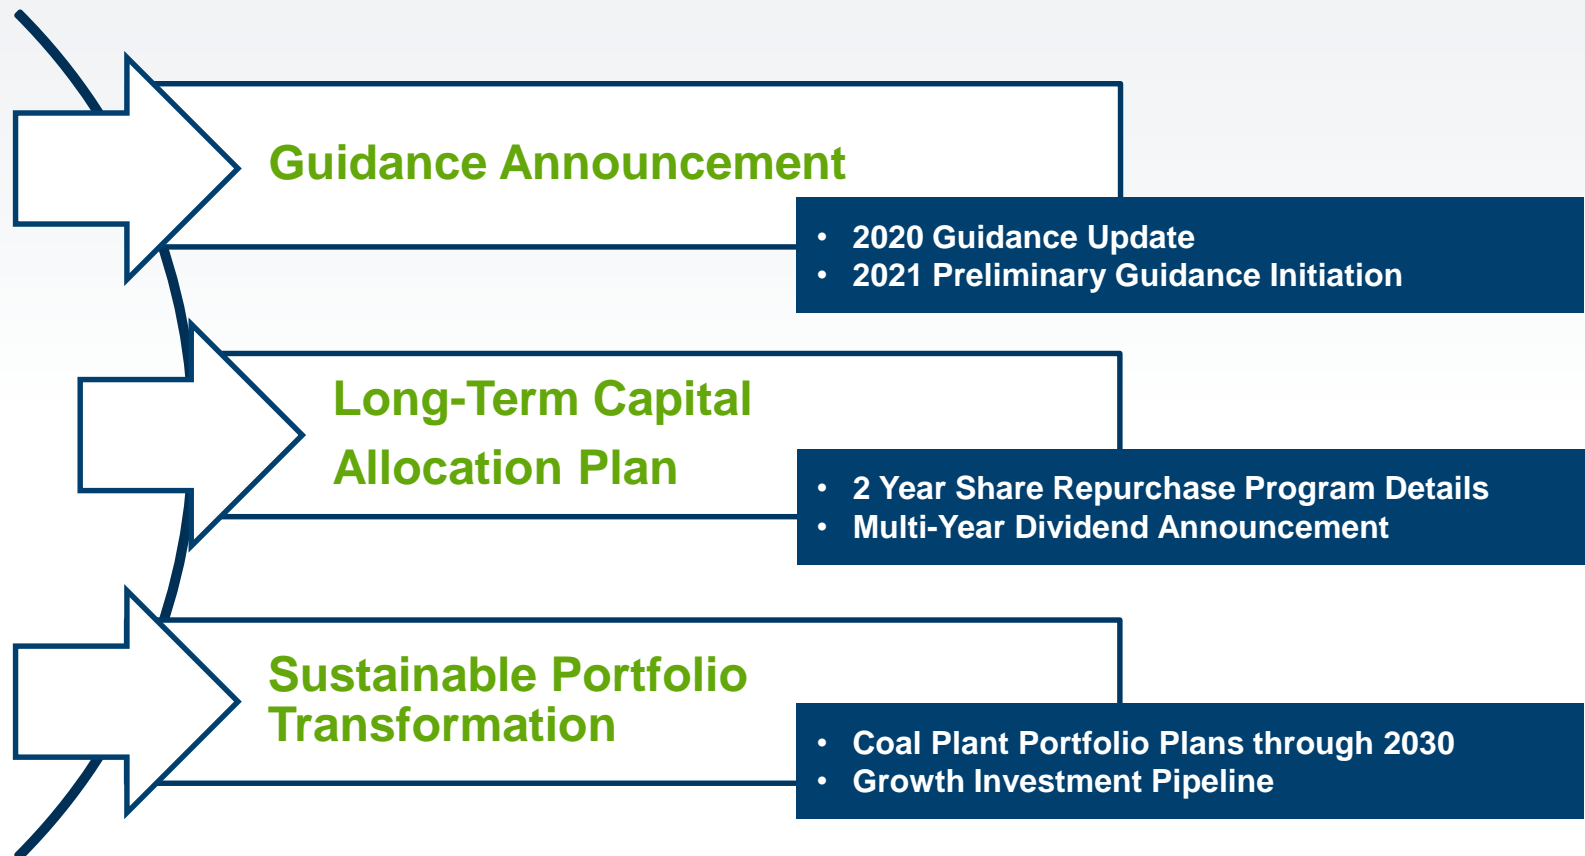 Guidance Announcement
• 2020 Guidance Update
• 2021 Preliminary Guidance Initiation
Long-Term Capital
Allocation Plan
• 2 Year Share Repurchase Program Details
• Multi-Year Dividend Announcement
Sustainable Portfolio
Transformation
• Coal Plant Portfolio Plans through 2030
• Growth Investment Pipeline